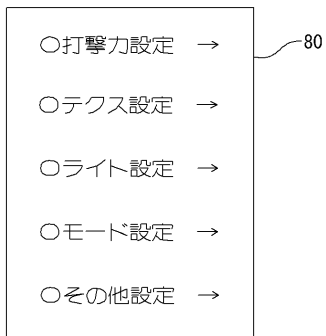 ○打撃力設定 →
○テクス設定 →
○ライト設定 →
○モード設定 →
○その他設定 →
80